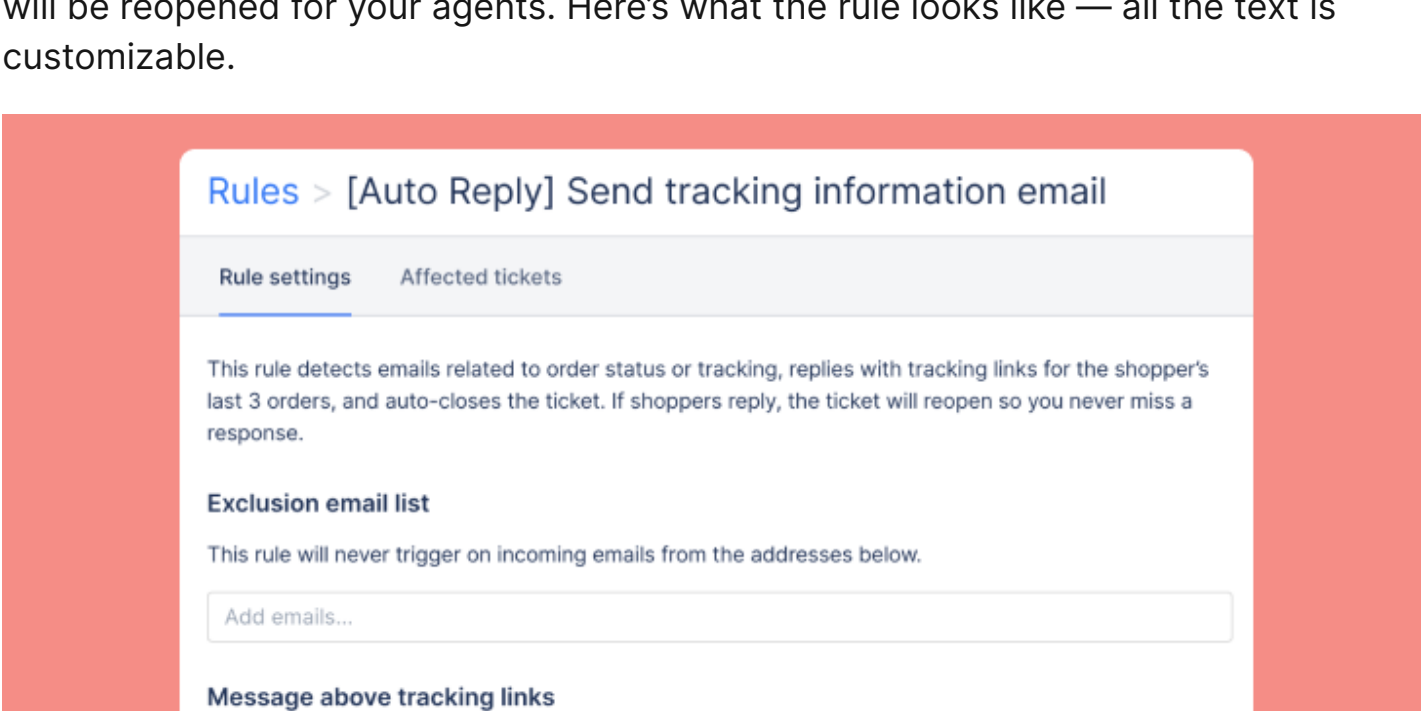 will be reopened for your agents. Here's what the rule looks like — all the text is
customizable.
Rules > [Auto Reply] Send tracking information email
Rule settings Affected tickets
This rule detects emails related to order status or tracking, replies with tracking links for the shopper's
last 3 orders, and auto-closes the ticket. If shoppers reply, the ticket will reopen so you never miss a
response.
Exclusion email list
This rule will never trigger on incoming emails from the addresses below.
Add emails...
Message above tracking links